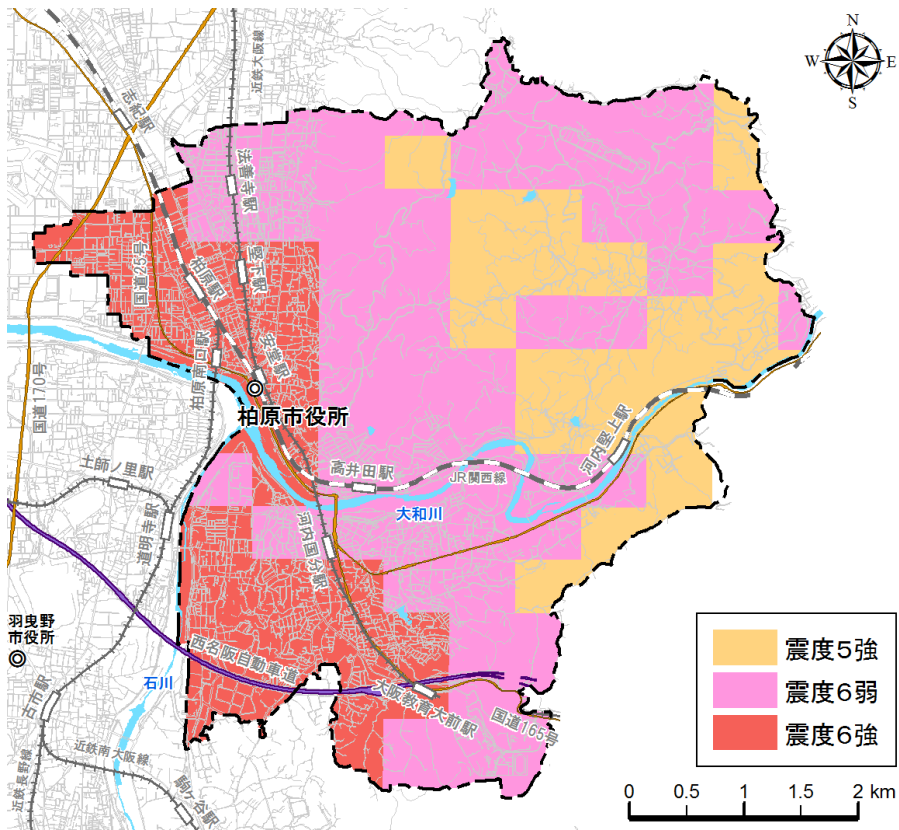 N
W
E
S
近鉄大阪線
志紀駅
法善寺駅
堅下駅
柏原駅
国道25号
安堂駅
柏原南口駅
国道170号
柏原市役所
河内堅上駅
高井田駅
JR関西線
土師ノ里駅
大和川
道明寺駅
河内国分駅
羽曳野
市役所
西名阪自動車道
石川
大阪教育大前駅
国道165号
古市駅
近鉄南大阪線
近鉄長野線
駒ヶ谷駅
震度5強
震度6弱
震度6強
0 0.5 1 1.5 2 km